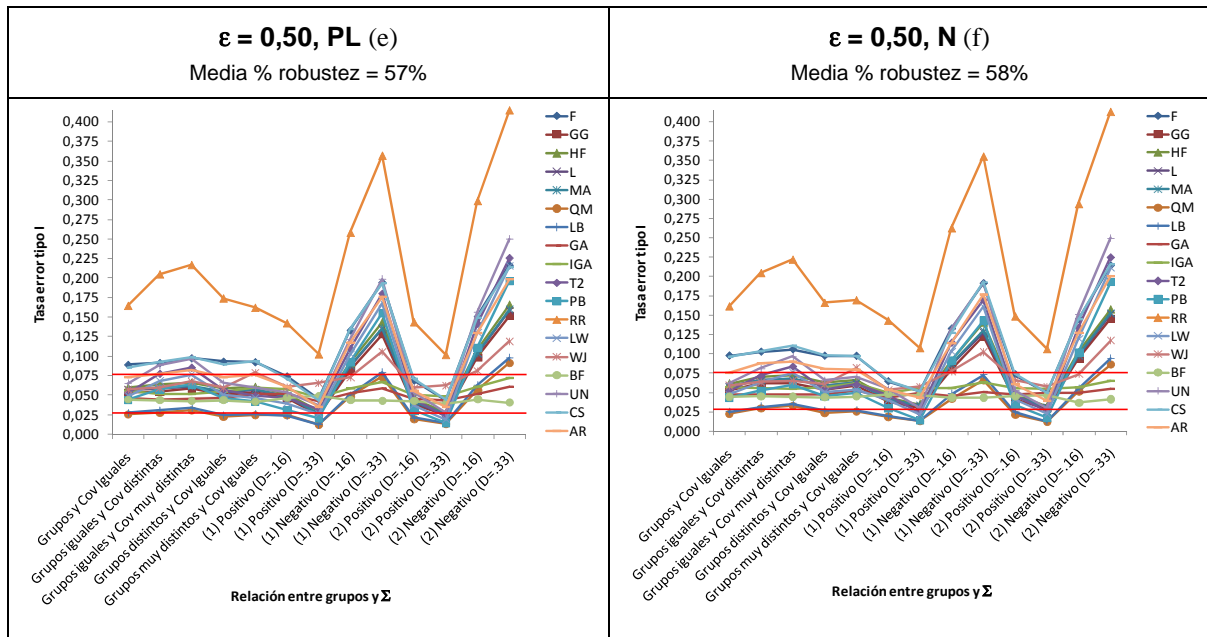 ε = 0,50, PL (e)
Media % robustez = 57%
ε = 0,50, N (f)
Media % robustez = 58%
Tasa error tipo I
0,400
0,375
0,350
0,325
0,300
0,275
0,250
0,225
0,200
0,175
0,150
0,125
0,100
0,075
0,050
0,025
0,000
F
GG
HF
L
MA
QM
LB
GA
IGA
T2
PB
RR
LW
WJ
BF
UN
CS
AR
Grupos y Cov Iguales
Grupos iguales y Cov distintas
Grupos iguales y Cov muy distintas
Grupos distintos y Cov Iguales
Grupos muy distintos y Cov Iguales
(1) Positivo (D=.16)
(1) Positivo (D=.33)
(1) Negativo (D=.16)
(1) Negativo (D=.33)
(2) Positivo (D=.16)
(2) Positivo (D=.33)
(2) Negativo (D=.16)
(2) Negativo (D=.33)
Relación entre grupos y Σ
Tasa error tipo I
0,400
0,375
0,350
0,325
0,300
0,275
0,250
0,225
0,200
0,175
0,150
0,125
0,100
0,075
0,050
0,025
0,000
F
GG
HF
L
MA
QM
LB
GA
IGA
T2
PB
RR
LW
WJ
BF
UN
CS
AR
Grupos y Cov Iguales
Grupos iguales y Cov distintas
Grupos iguales y Cov muy distintas
Grupos distintos y Cov Iguales
Grupos muy distintos y Cov Iguales
(1) Positivo (D=.16)
(1) Positivo (D=.33)
(1) Negativo (D=.16)
(1) Negativo (D=.33)
(2) Positivo (D=.16)
(2) Positivo (D=.33)
(2) Negativo (D=.16)
(2) Negativo (D=.33)
Relación entre grupos y Σ